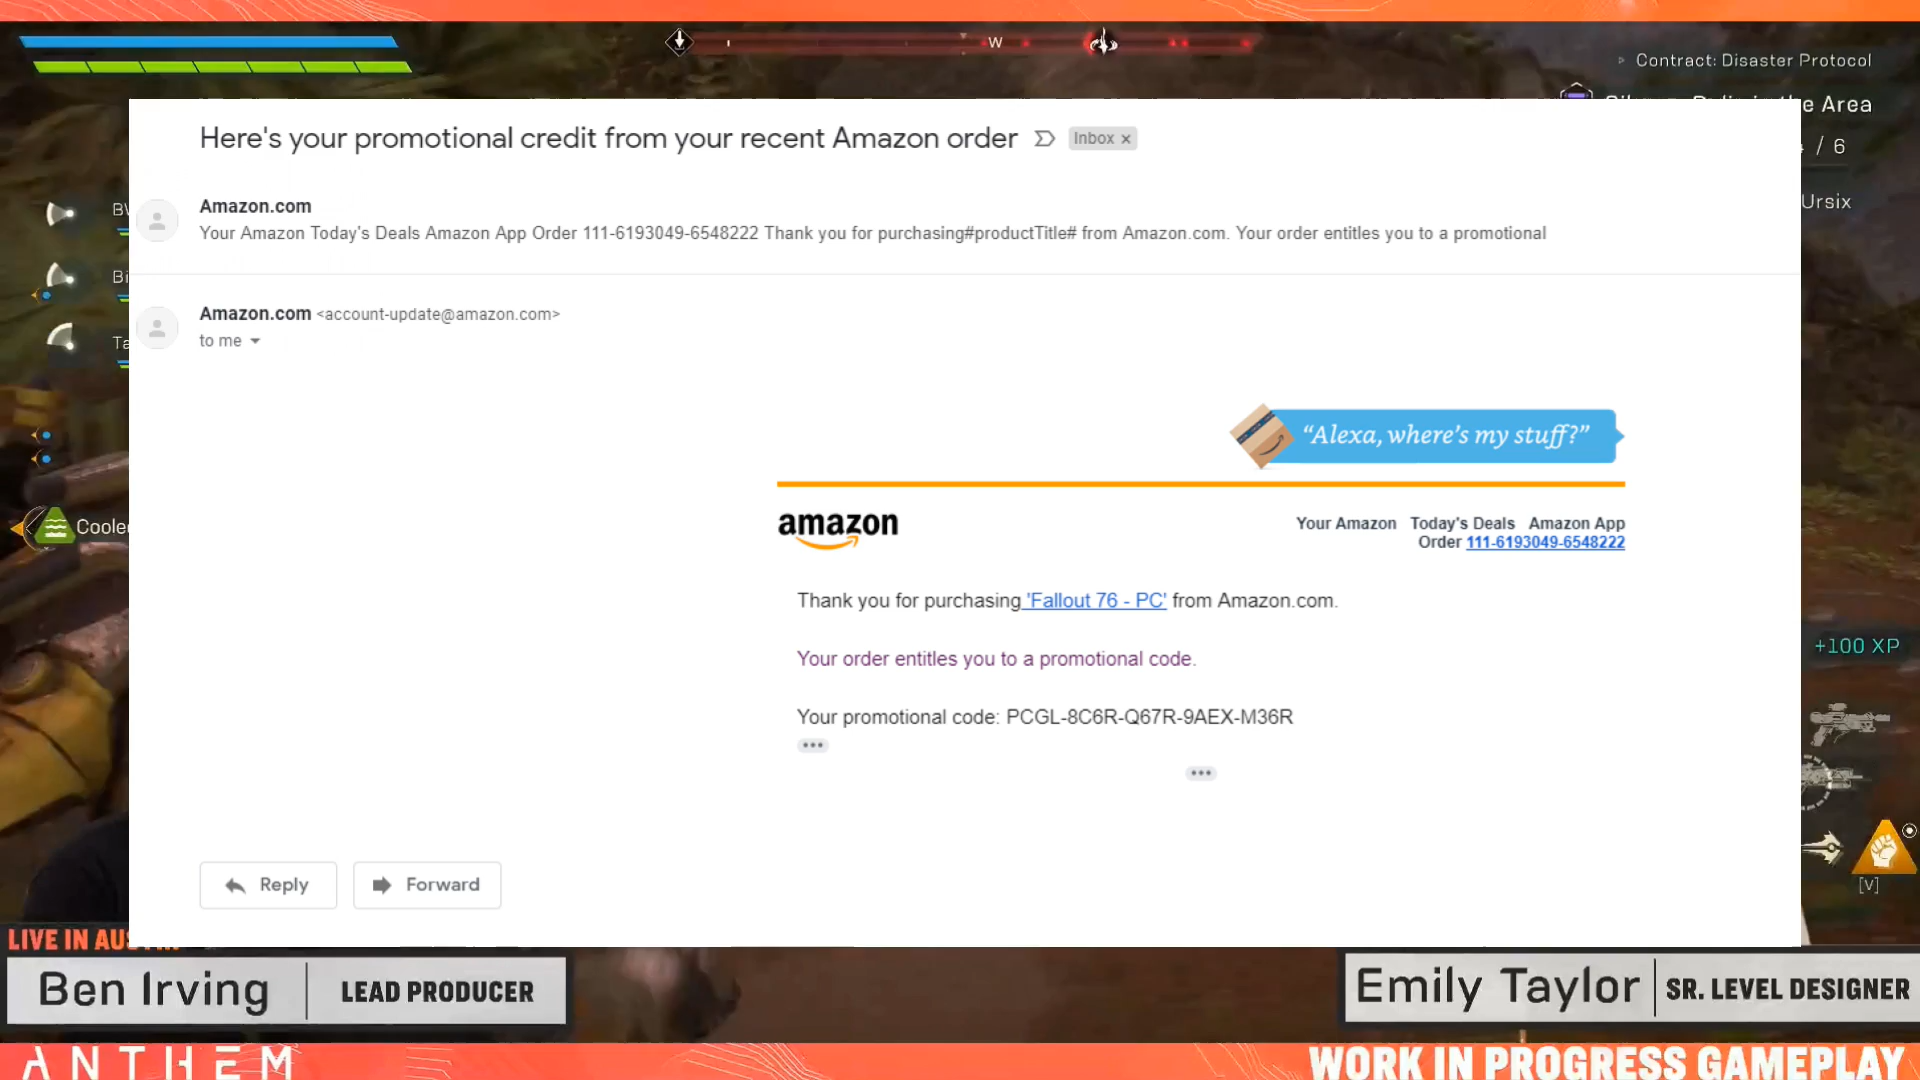 W
Contract: Disaster Protocol
in the Area
/ 6
Ursix
Here's your promotional credit from your recent Amazon order
Inbox ×
Amazon.com
Your Amazon Today's Deals Amazon App Order 111-6193049-6548222 Thank you for purchasing#productTitle# from Amazon.com. Your order entitles you to a promotional
Amazon.com <account-update@amazon.com>
to me
“Alexa, where's my stuff?”
amazon
Your Amazon Today's Deals Amazon App
Order 111-6193049-6548222
Thank you for purchasing 'Fallout 76 - PC' from Amazon.com.
Your order entitles you to a promotional code.
Your promotional code: PCGL-8C6R-Q67R-9AEX-M36R
+100 XP
[V]
Reply
Forward
LIVE IN AUSTIN
Ben Irving LEAD PRODUCER
Emily Taylor SR. LEVEL DESIGNER
ANTHEM
WORK IN PROGRESS GAMEPLAY